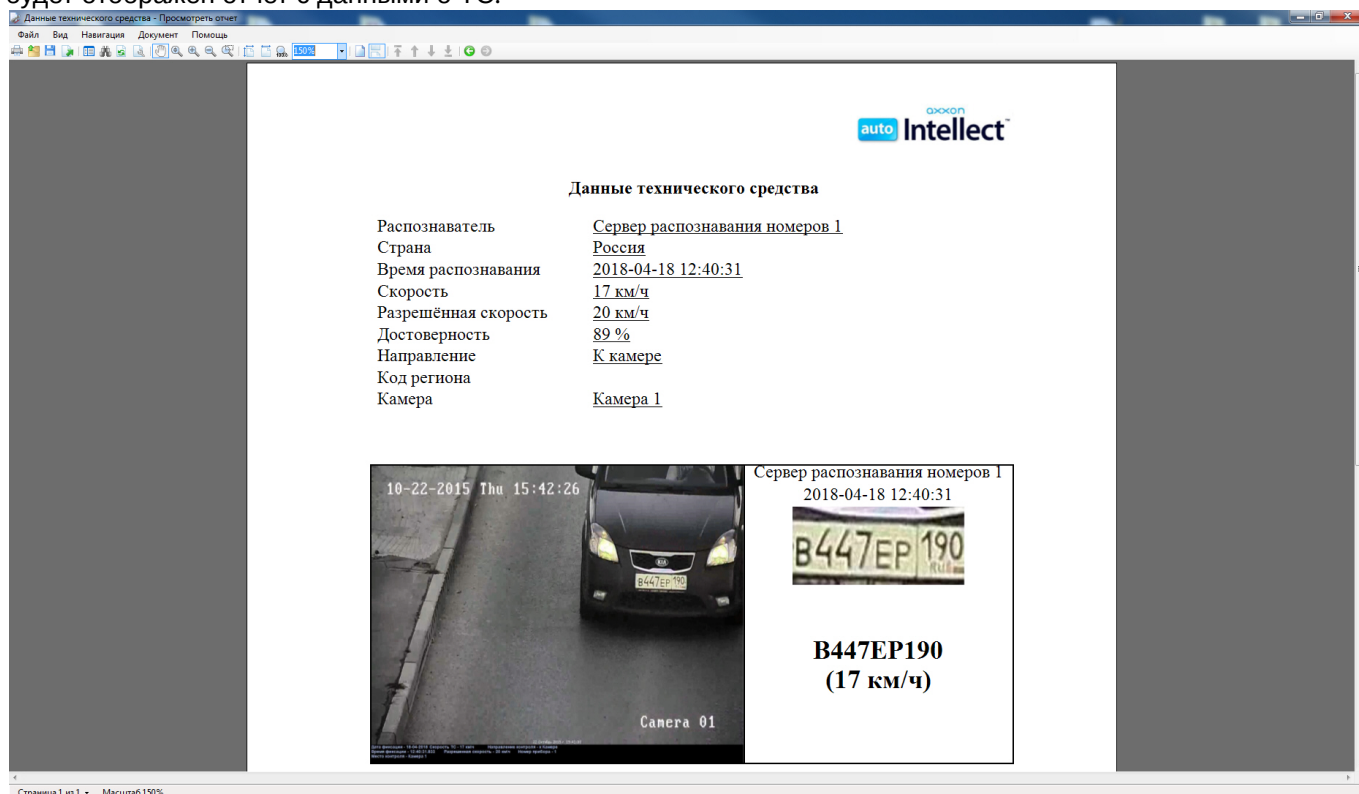 будет отображен отчет с данными о ТС.
Данные технического средства - Просмотреть отчет
Файл Вид Навигация Документ Помощь
150%
axxon
auto Intellect™
Данные технического средства
Распознаватель Сервер распознавания номеров 1
Страна Россия
Время распознавания 2018-04-18 12:40:31
Скорость 17 км/ч
Разрешённая скорость 20 км/ч
Достоверность 89 %
Направление К камере
Код региона
Камера Камера 1
10-22-2015 Thu 15:42:26
KIA
B447EP 190
Camera 01
Сервер распознавания номеров 1
2018-04-18 12:40:31
B447EP 190
RUS
B447EP190
(17 км/ч)
Страница 1 из 1 Масштаб 150%